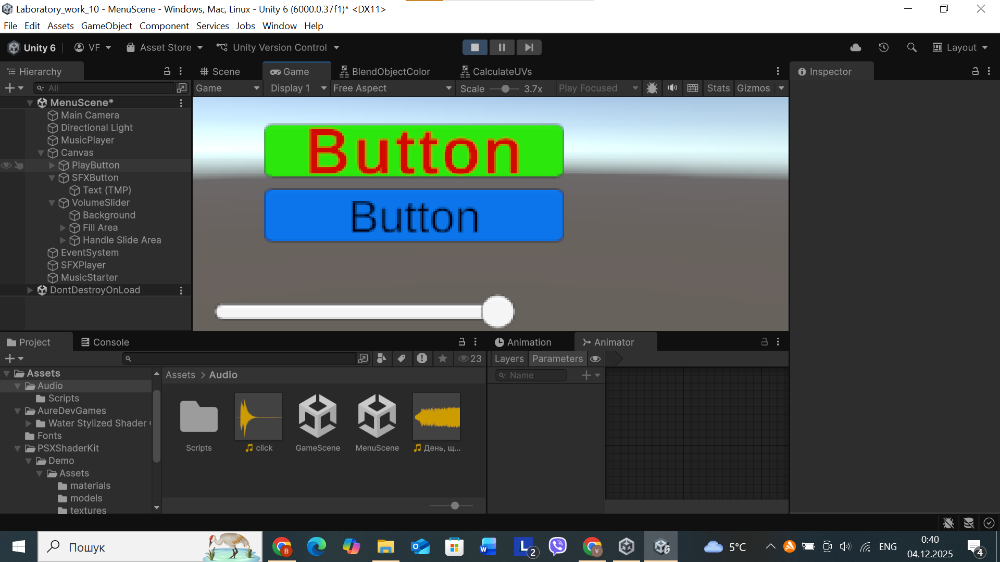 Laboratory_work_10 - MenuScene - Windows, Mac, Linux - Unity 6 (6000.0.37f1)* <DX11>
File Edit Assets GameObject Component Services Jobs Window Help
Unity 6 VF Asset Store Unity Version Control Layout
Hierarchy Scene Game BlendObjectColor CalculateUVs Inspector
All Game Display 1 Free Aspect Scale 3.7x Play Focused Stats Gizmos
MenuScene*
Main Camera
Directional Light
MusicPlayer
Canvas
PlayButton
SFXButton
Text (TMP)
VolumeSlider
Background
Fill Area
Handle Slide Area
EventSystem
SFXPlayer
MusicStarter
DontDestroyOnLoad
Button
Button
Project Console Animation Animator
23 Layers Parameters
Name
Assets
Audio
Scripts
AureDevGames
Water Stylized Shader
Fonts
PSXShaderKit
Demo
Assets
materials
models
textures
Assets > Audio
Scripts click GameScene MenuScene День, щ...
Пошук
B
W
L 2
V
6
5°C
ENG
0:40
04.12.2025
4